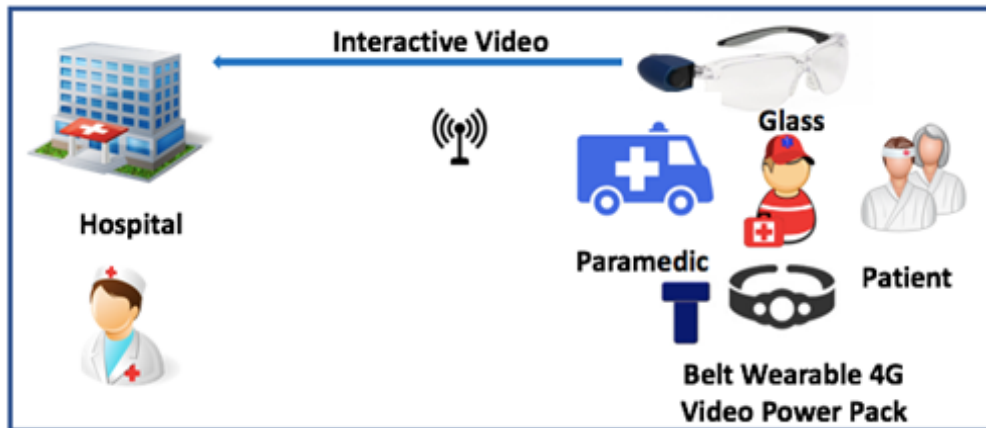 Interactive Video
Glass
Hospital
Paramedic
Patient
Belt Wearable 4G
Video Power Pack